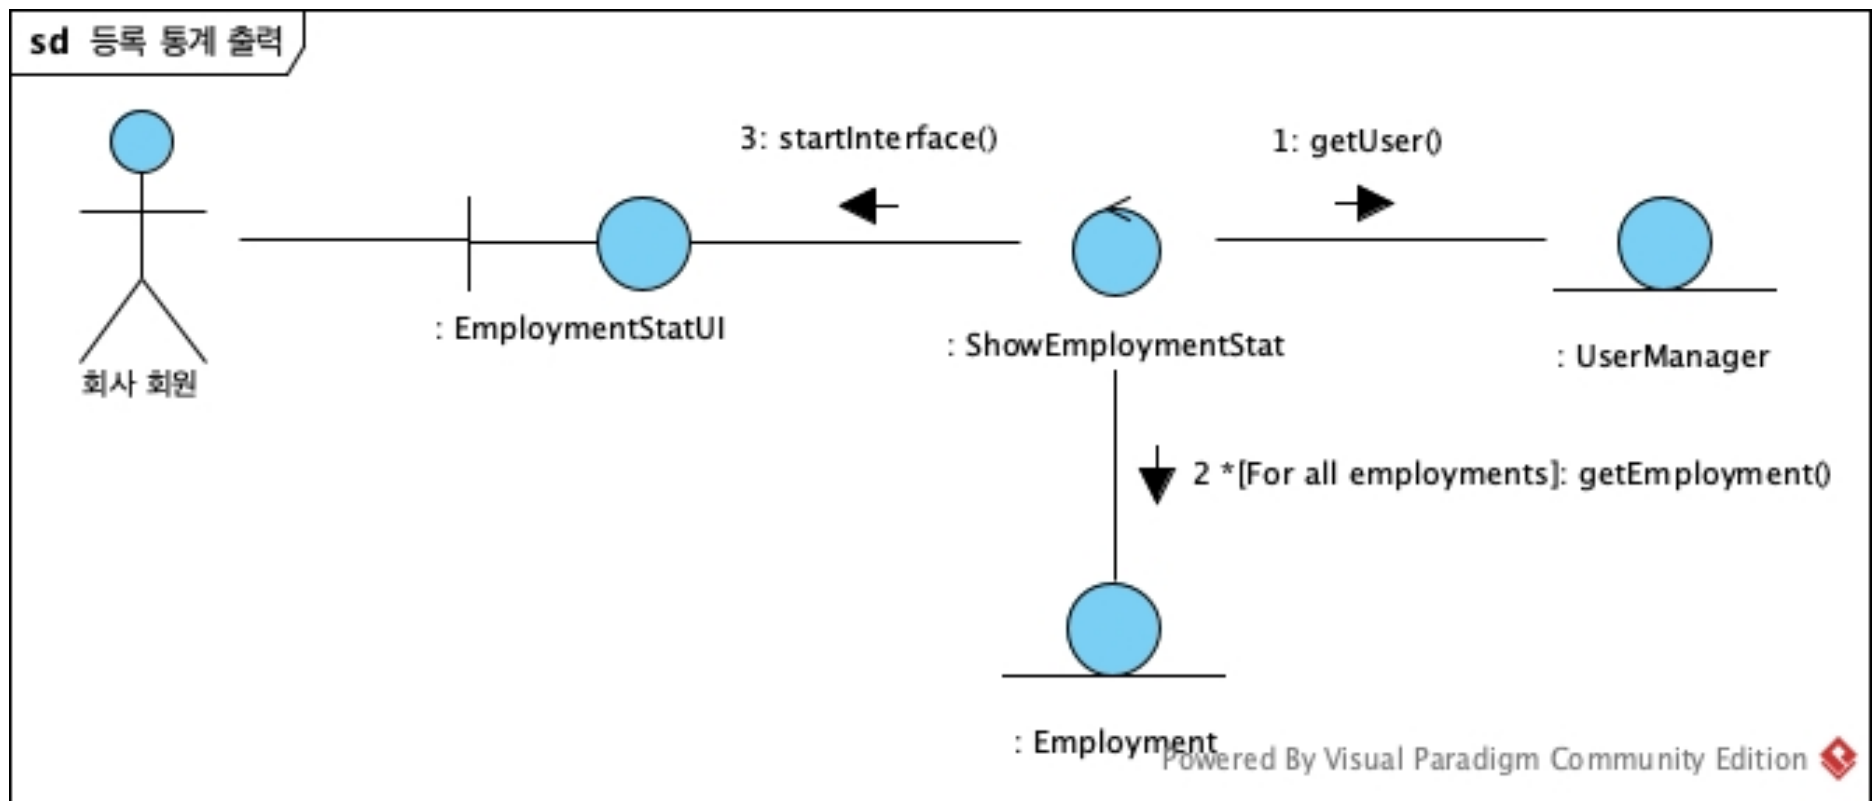 sd 등록 통계 출력
3: startInterface()
1: getUser()
: EmploymentStatUI
: ShowEmploymentStat
: UserManager
회사 회원
2 *[For all employments]: getEmployment()
: Employment
Powered By Visual Paradigm Community Edition